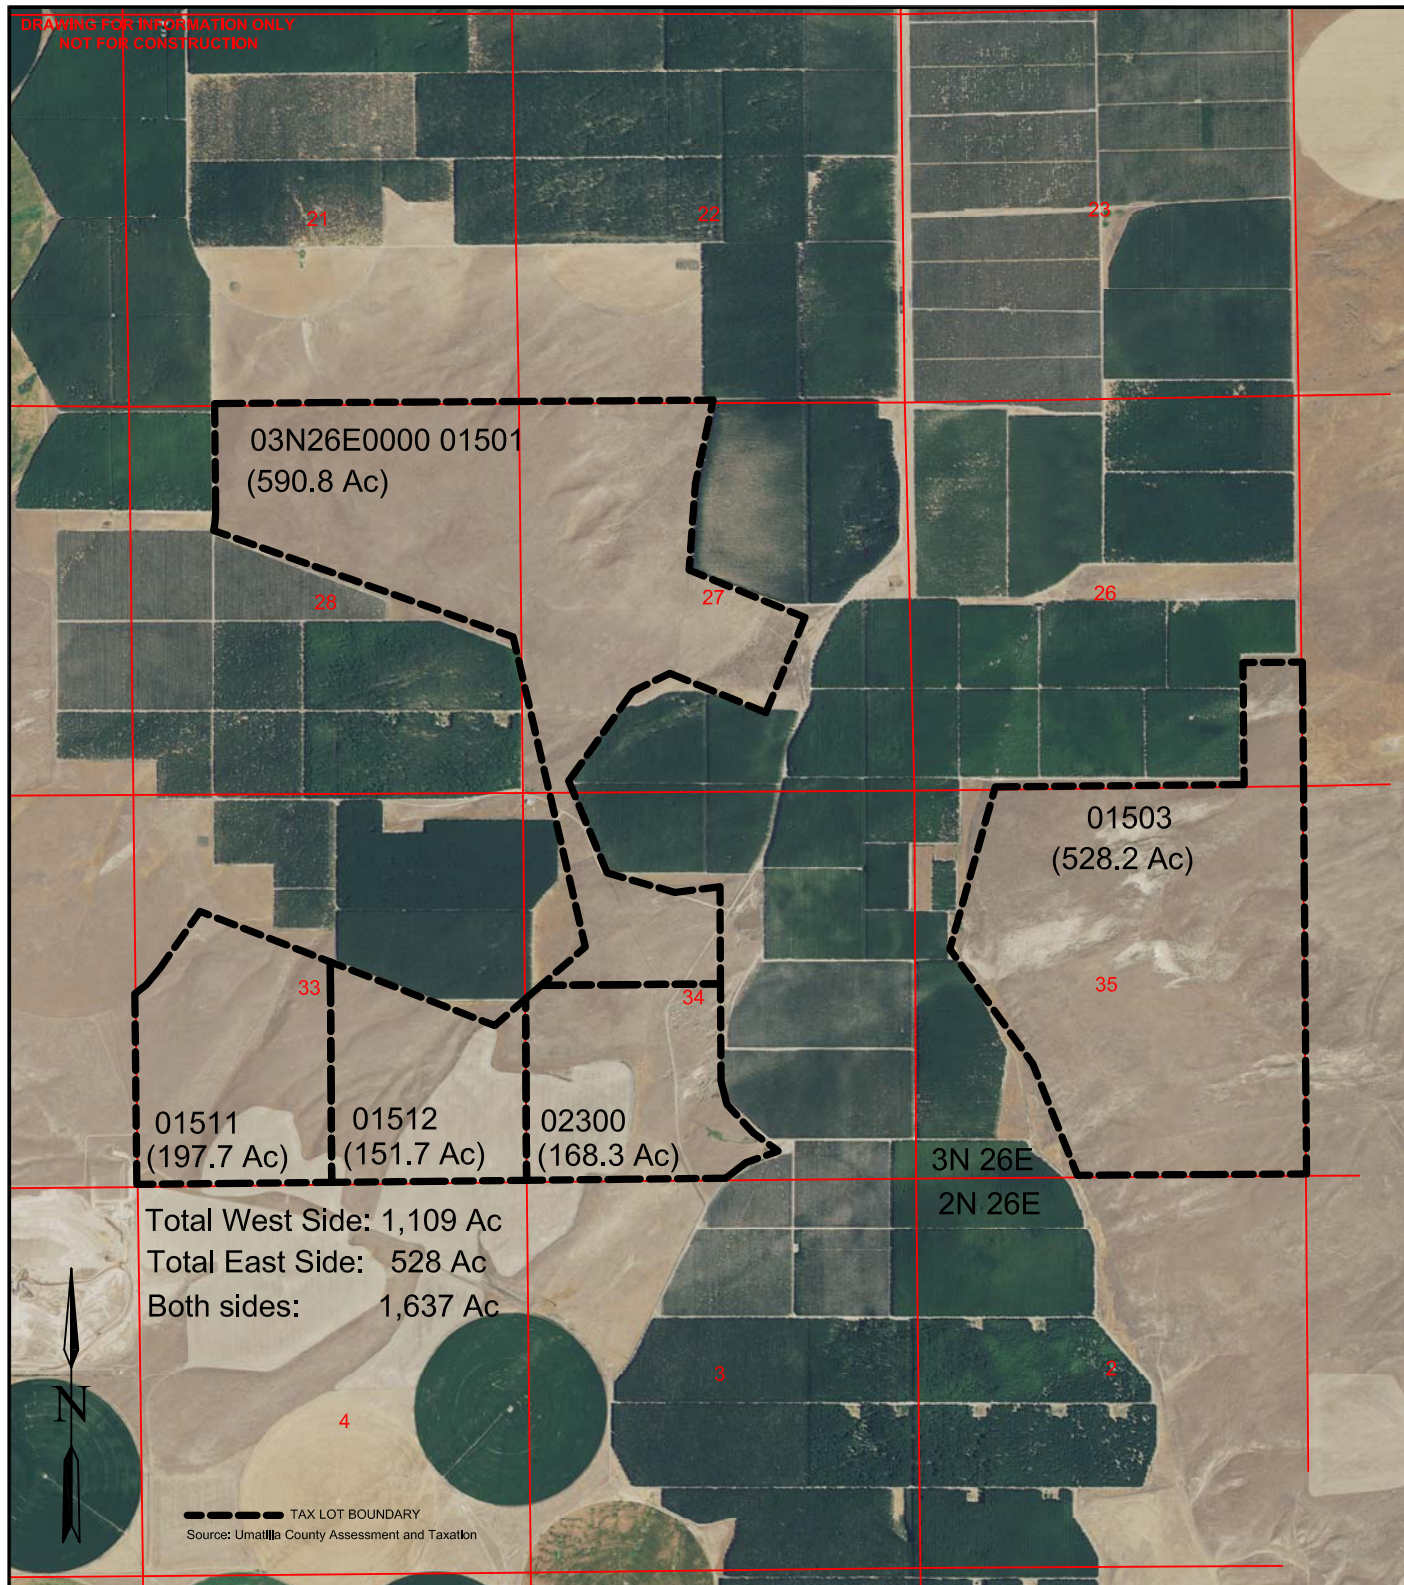 DRAWING FOR INFORMATION ONLY
NOT FOR CONSTRUCTION
21
22
23
03N26E0000 01501
(590.8 Ac)
28
27
26
01503
(528.2 Ac)
33
34
35
01511
(197.7 Ac)
01512
(151.7 Ac)
02300
(168.3 Ac)
3N 26E
2N 26E
Total West Side: 1,109 Ac
Total East Side: 528 Ac
Both sides: 1,637 Ac
3
2
4
N
TAX LOT BOUNDARY
Source: Umatilla County Assessment and Taxation